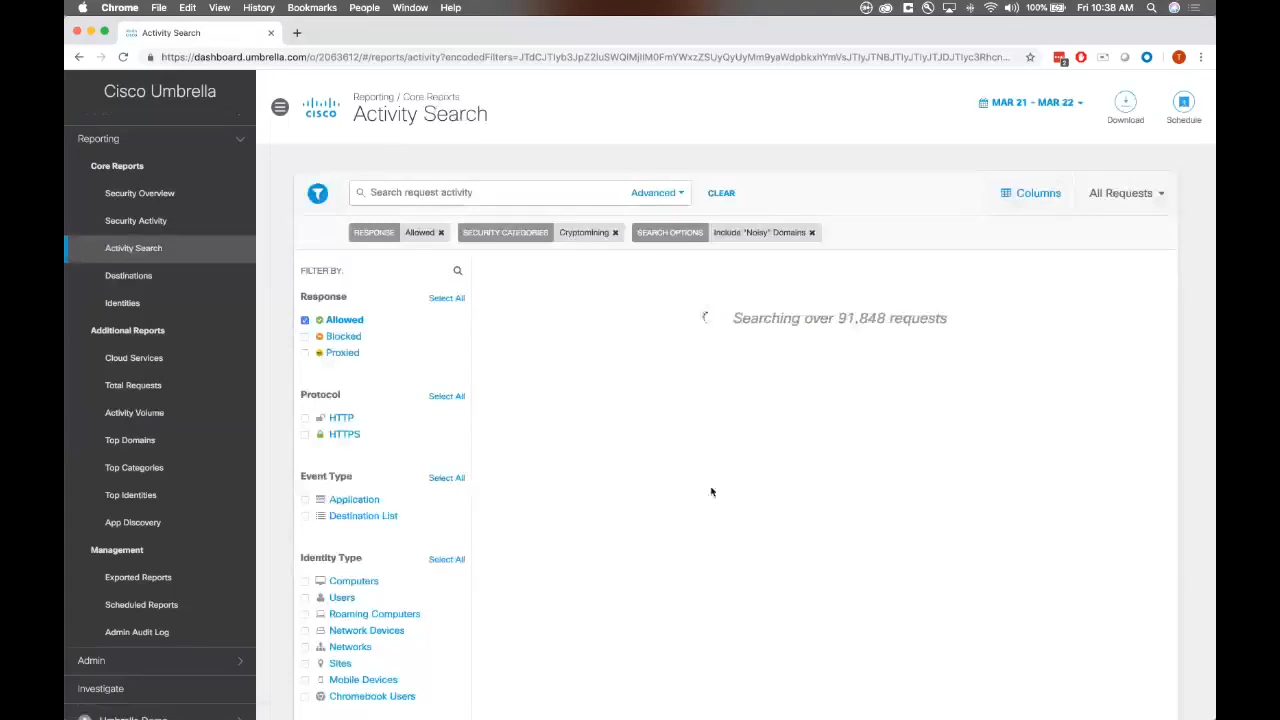 Chrome File Edit View History Bookmarks People Window Help
100% Fri 10:38 AM
Activity Search
https://dashboard.umbrella.com/o/2063612/#/reports/activity?encodedFilters=
Cisco Umbrella
Reporting
Core Reports
Security Overview
Security Activity
Activity Search
Destinations
Identities
Additional Reports
Cloud Services
Total Requests
Activity Volume
Top Domains
Top Categories
Top Identities
App Discovery
Management
Exported Reports
Scheduled Reports
Admin Audit Log
Admin
Investigate
CISCO
Reporting / Core Reports
Activity Search
MAR 21 - MAR 22
Download
Schedule
Search request activity
Advanced
CLEAR
Columns
All Requests
RESPONSE Allowed
SECURITY CATEGORIES Cryptomining
SEARCH OPTIONS Include "Noisy" Domains
FILTER BY:
Response
Select All
Allowed
Blocked
Proxied
Protocol
Select All
HTTP
HTTPS
Event Type
Select All
Application
Destination List
Identity Type
Select All
Computers
Users
Roaming Computers
Network Devices
Networks
Sites
Mobile Devices
Chromebook Users
Searching over 91,848 requests